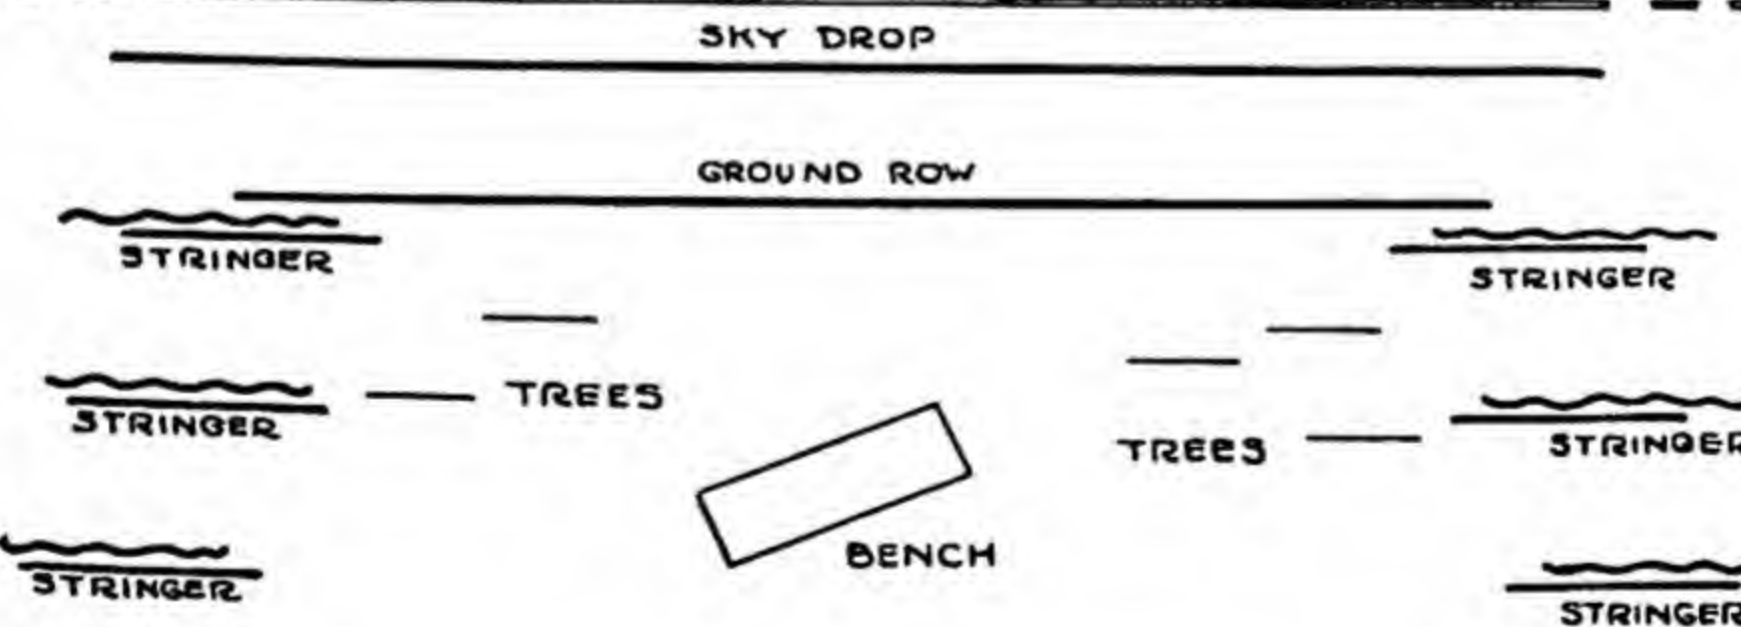 SKY DROP
GROUND ROW
STRINGER
STRINGER
TREES
STRINGER
TREES
STRINGER
BENCH
STRINGER
STRINGER